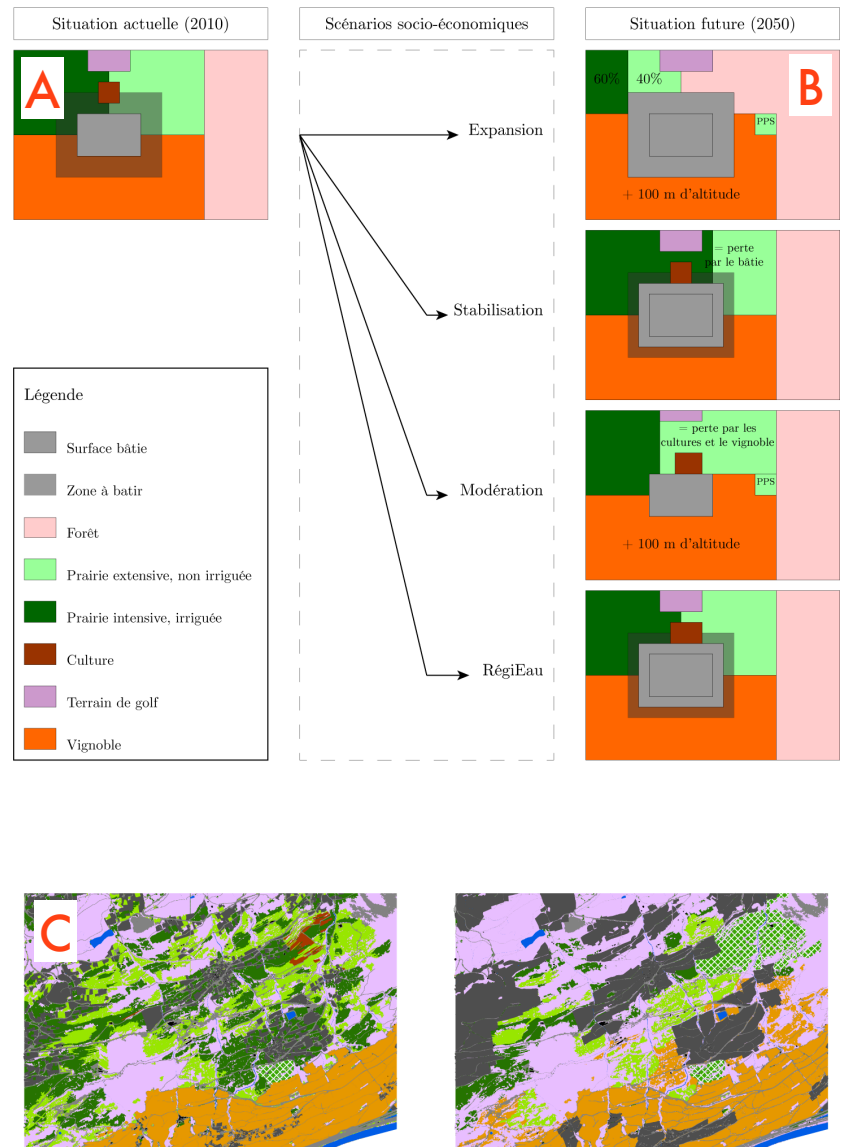 Situation actuelle (2010)
Scénarios socio-économiques
Situation future (2050)
A
60%
40%
B
PPS
+ 100 m d'altitude
Expansion
= perte
par le bâtie
Stabilisation
= perte par les
cultures et le vignoble
PPS
+ 100 m d'altitude
Modération
RégiEau
Légende
Surface bâtie
Zone à batir
Forêt
Prairie extensive, non irriguée
Prairie intensive, irriguée
Culture
Terrain de golf
Vignoble
C